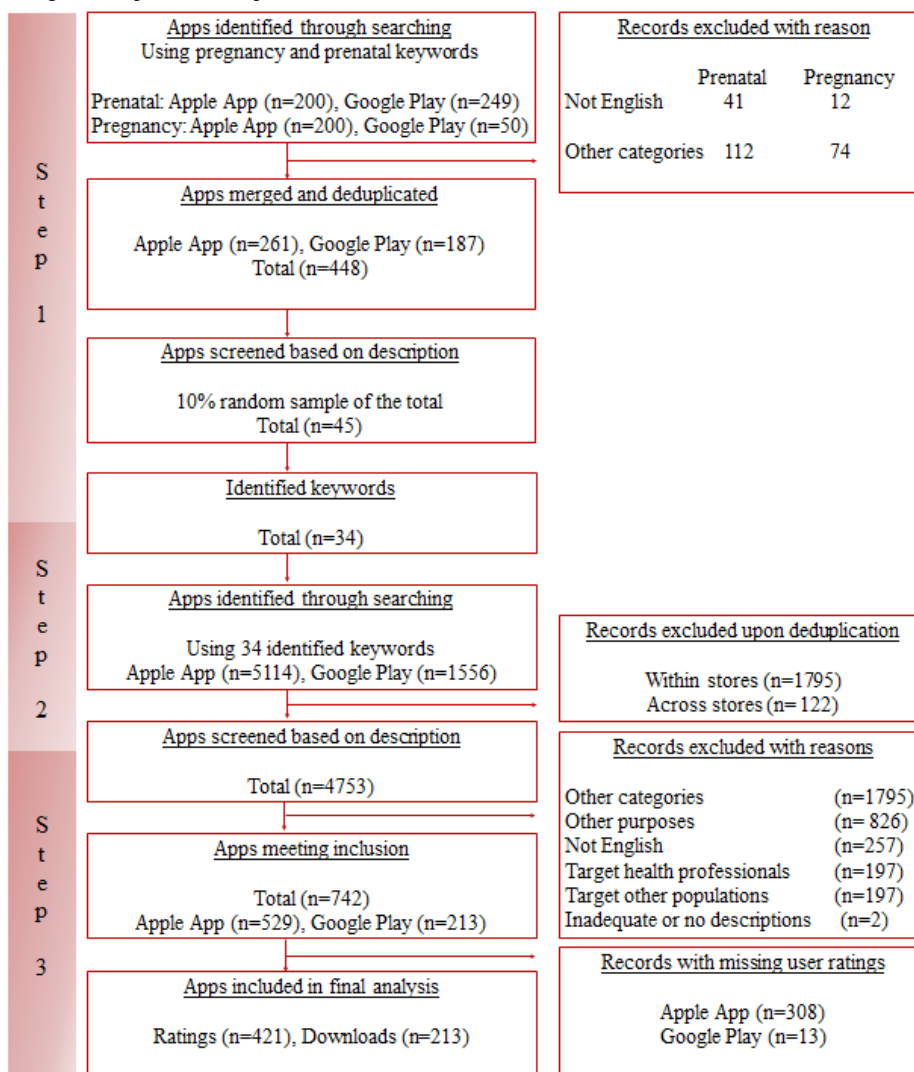 Step 1
Apps identified through searching
Using pregnancy and prenatal keywords
Prenatal: Apple App (n=200), Google Play (n=249)
Pregnancy: Apple App (n=200), Google Play (n=50)
Records excluded with reason
Prenatal Pregnancy
Not English 41 12
Other categories 112 74
Apps merged and deduplicated
Apple App (n=261), Google Play (n=187)
Total (n=448)
Apps screened based on description
10% random sample of the total
Total (n=45)
Identified keywords
Total (n=34)
Step 2
Apps identified through searching
Using 34 identified keywords
Apple App (n=5114), Google Play (n=1556)
Records excluded upon deduplication
Within stores (n=1795)
Across stores (n= 122)
Apps screened based on description
Total (n=4753)
Step 3
Records excluded with reasons
Other categories (n=1795)
Other purposes (n= 826)
Not English (n=257)
Target health professionals (n=197)
Target other populations (n=197)
Inadequate or no descriptions (n=2)
Apps meeting inclusion
Total (n=742)
Apple App (n=529), Google Play (n=213)
Records with missing user ratings
Apple App (n=308)
Google Play (n=13)
Apps included in final analysis
Ratings (n=421), Downloads (n=213)